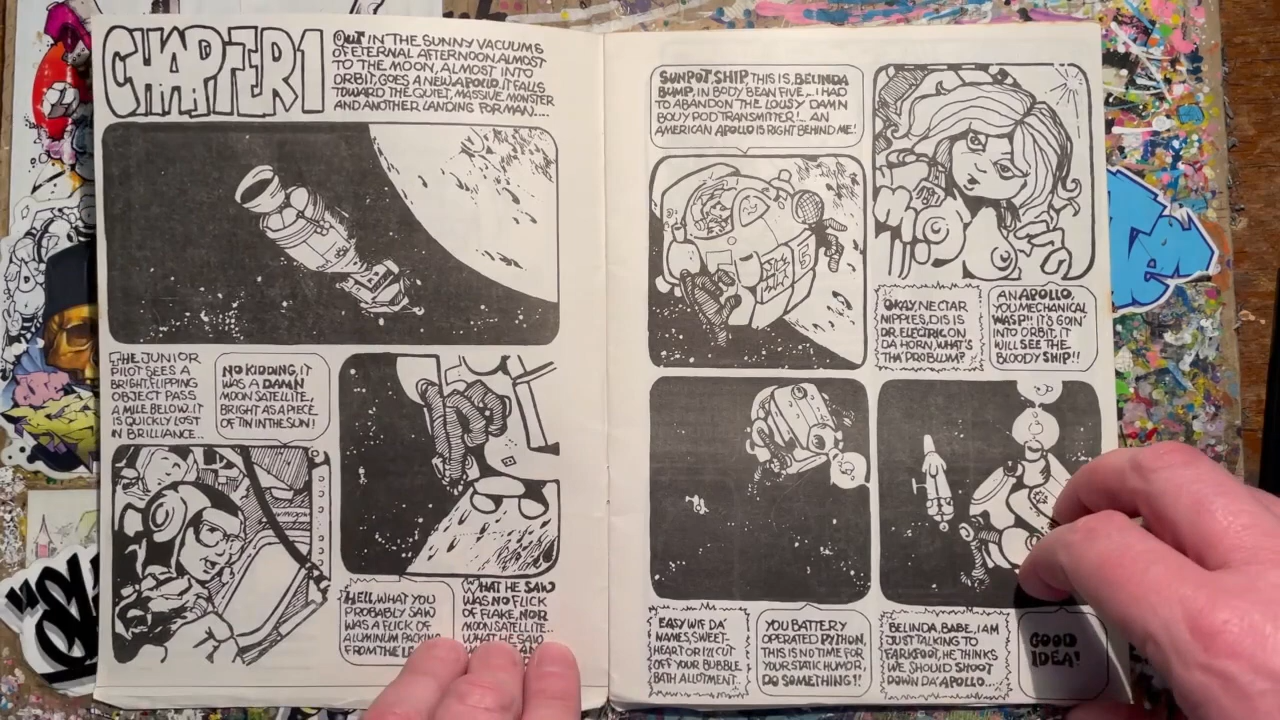 CHAPTER 1
OUT IN THE SUNNY VACUUMS
OF ETERNAL AFTERNOON, ALMOST
TO THE MOON, ALMOST INTO
ORBIT, GOES A NEW APOLLO. IT FALLS
TOWARD THE QUIET, MASSIVE MONSTER
AND ANOTHER LANDING FOR MAN....
THE JUNIOR
PILOT SEES A
BRIGHT, FLIPPING
OBJECT PASS
A MILE BELOW.. IT
IS QUICKLY LOST
IN BRILLIANCE..
NO KIDDING, IT
WAS A DAMN
MOON SATELLITE,
BRIGHT AS A PIECE
OF TIN IN THE SUN!
WINDOW
HELL, WHAT YOU
PROBABLY SAW
WAS A FLICK OF
ALUMINUM PACKING
FROM THE
WHAT HE SAW
WAS NO FLICK
OF FLAKE, NOR
MOON SATELLITE..
WHAT HE SAW
SUNPOT SHIP, THIS IS, BELINDA
BUMP, IN BODY BEAN FIVE,.. I HAD
TO ABANDON THE LOUSY DAMN
BOUY POD TRANSMITTER!... AN
AMERICAN APOLLO IS RIGHT BEHIND ME!
5
OKAY, NECTAR
NIPPLES, DIS IS
DR. ELECTRIC ON
DA HORN, WHAT'S
THA' PROBLUM?
AN APOLLO,
YOU MECHANICAL
WASP!! IT'S GOIN'
INTO ORBIT, IT
WILL SEE THE
BLOODY SHIP!!
EASY WIF DA'
NAMES, SWEET-
HEART OR I'LL CUT
OFF YOUR BUBBLE
BATH ALLOTMENT..
YOU BATTERY
OPERATED PYTHON,
THIS IS NO TIME FOR
YOUR STATIC HUMOR,
DO SOMETHING!!
BELINDA, BABE, I AM
JUST TALKING TO
FARKFOOT, HE THINKS
WE SHOULD SHOOT
DOWN DA' APOLLO...
GOOD
IDEA!